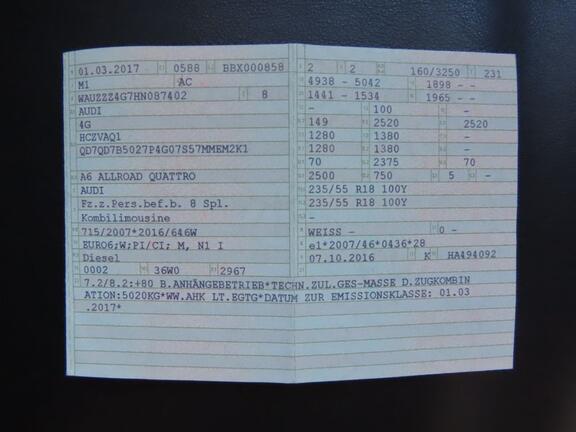 01.03.2017 0588 BBX000858
M1 AC
WAUZZZ4G7HN087402 8
AUDI
4G
HCZVAQ1
QD7QD7B5027P4G07S57MMEM2K1
A6 ALLROAD QUATTRO
AUDI
Fz.z.Pers.bef.b. 8 Spl.
Kombilimousine
715/2007*2016/646W
EURO6;W;PI/CI; M, N1 I
Diesel
0002 36W0 2967
2 2 160/3250 231
4938 - 5042 1898 - -
1441 - 1534 1965 - -
- 100 -
149 2520 2520
1280 1380 -
1280 1380 -
70 2375 70
2500 750 5 -
235/55 R18 100Y
235/55 R18 100Y
-
WEISS - 0 -
e1*2007/46*0436*28
07.10.2016 K HA494092
7.2/8.2:+80 B.ANHÄNGEBETRIEB*TECHN.ZUL.GES-MASSE D.ZUGKOMBIN
ATION:5020KG*WW.AHK LT.EGTG*DATUM ZUR EMISSIONSKLASSE: 01.03
.2017*